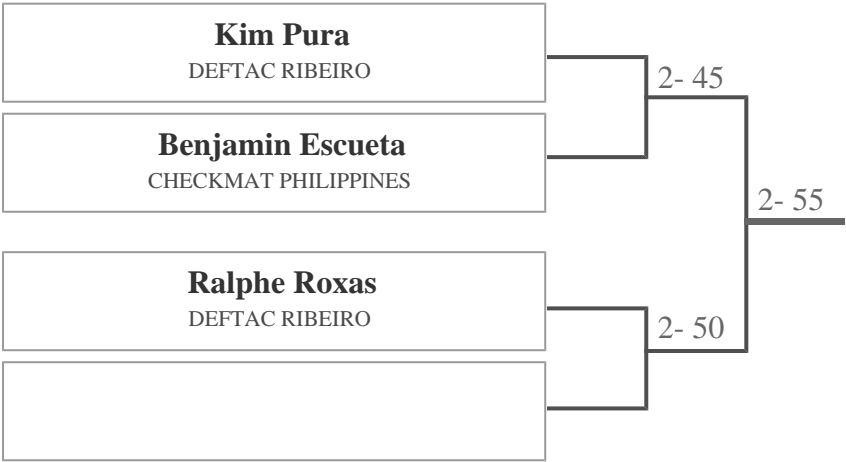 Kim Pura
DEFTAC RIBEIRO
2- 45
Benjamin Escueta
CHECKMAT PHILIPPINES
2- 55
Ralphe Roxas
DEFTAC RIBEIRO
2- 50